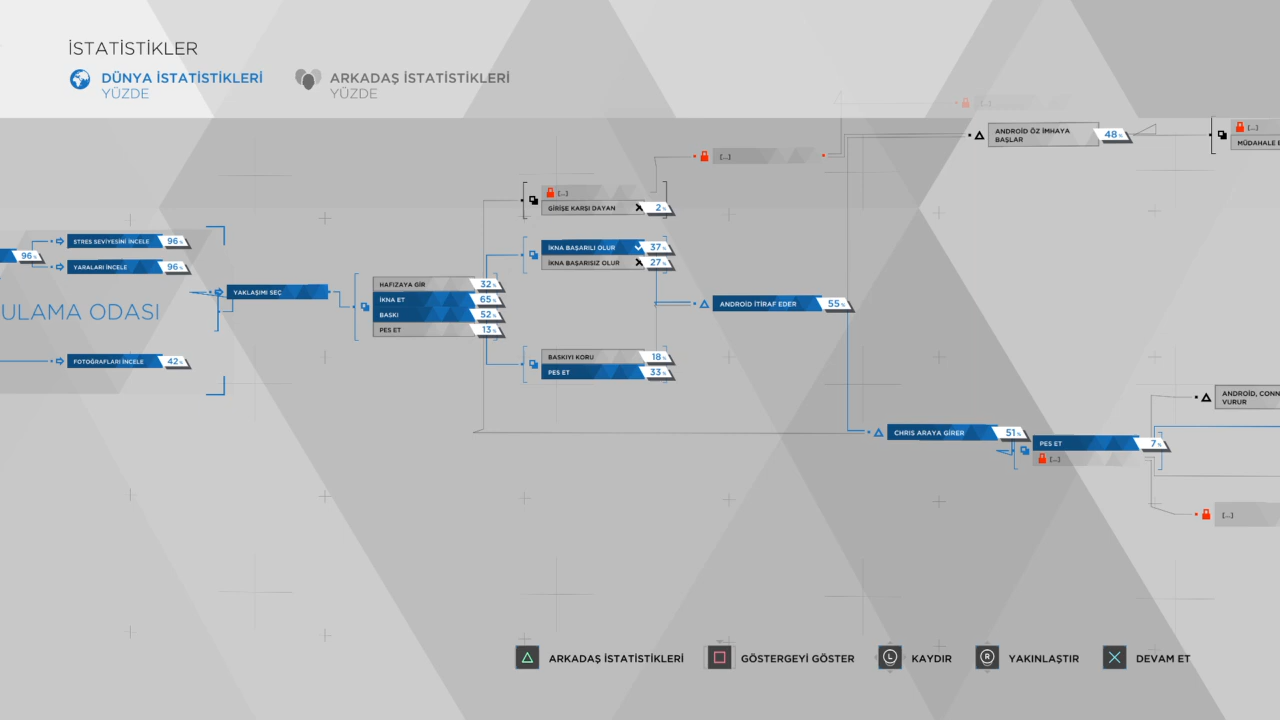 İSTATİSTİKLER
DÜNYA İSTATİSTİKLERİ
YÜZDE
ARKADAŞ İSTATİSTİKLERİ
YÜZDE
[...]
ANDROİD ÖZ İMHAYA
BAŞLAR
48%
[...]
MÜDAHALE E
[...]
[...]
GİRİŞE KARŞI DAYAN 2%
96%
STRES SEVİYESİNİ İNCELE 96%
YARALARI İNCELE 96%
İKNA BAŞARILI OLUR 37%
İKNA BAŞARISIZ OLUR 27%
YAKLAŞIMI SEÇ
HAFIZAYA GİR 32%
İKNA ET 65%
BASKI 52%
PES ET 13%
ANDROİD İTİRAF EDER 55%
ULAMA ODASI
FOTOĞRAFLARI İNCELE 42%
BASKIYI KORU 18%
PES ET 33%
ANDROİD, CONN
VURUR
CHRIS ARAYA GİRER 51%
PES ET 7%
[...]
[...]
ARKADAŞ İSTATİSTİKLERİ
GÖSTERGEYİ GÖSTER
L KAYDIR
R YAKINLAŞTIR
DEVAM ET